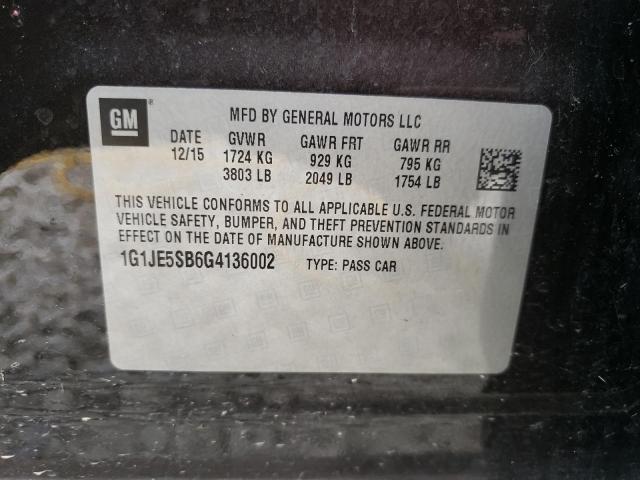 GM® MFD BY GENERAL MOTORS LLC
DATE GVWR GAWR FRT GAWR RR
12/15 1724 KG 929 KG 795 KG
3803 LB 2049 LB 1754 LB
THIS VEHICLE CONFORMS TO ALL APPLICABLE U.S. FEDERAL MOTOR
VEHICLE SAFETY, BUMPER, AND THEFT PREVENTION STANDARDS IN
EFFECT ON THE DATE OF MANUFACTURE SHOWN ABOVE.
1G1JE5SB6G4136002 TYPE: PASS CAR